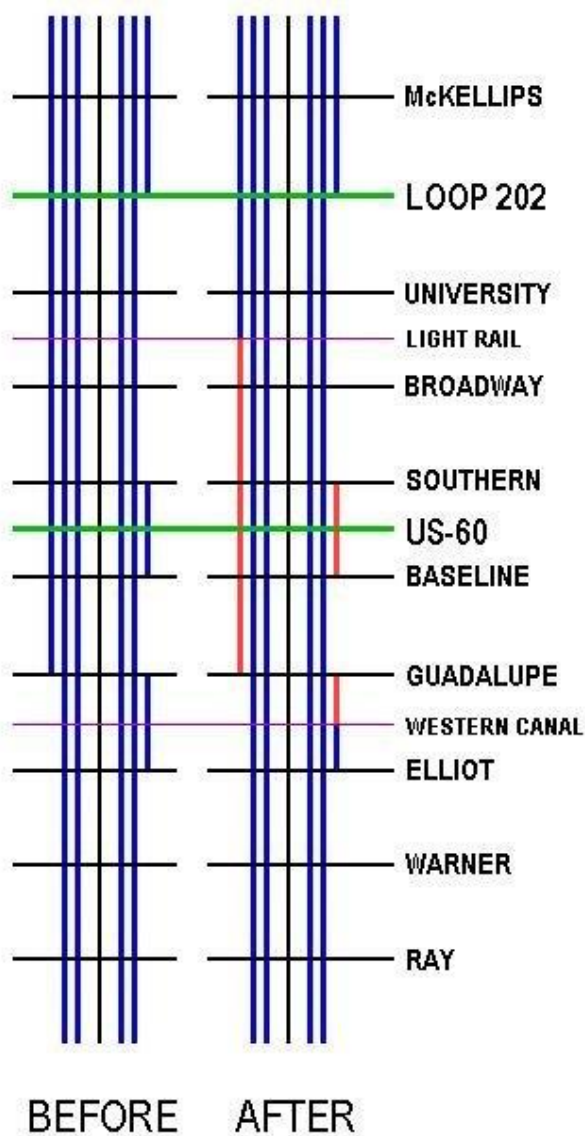 McKELLIPS
LOOP 202
UNIVERSITY
LIGHT RAIL
BROADWAY
SOUTHERN
US-60
BASELINE
GUADALUPE
WESTERN CANAL
ELLIOT
WARNER
RAY
BEFORE AFTER